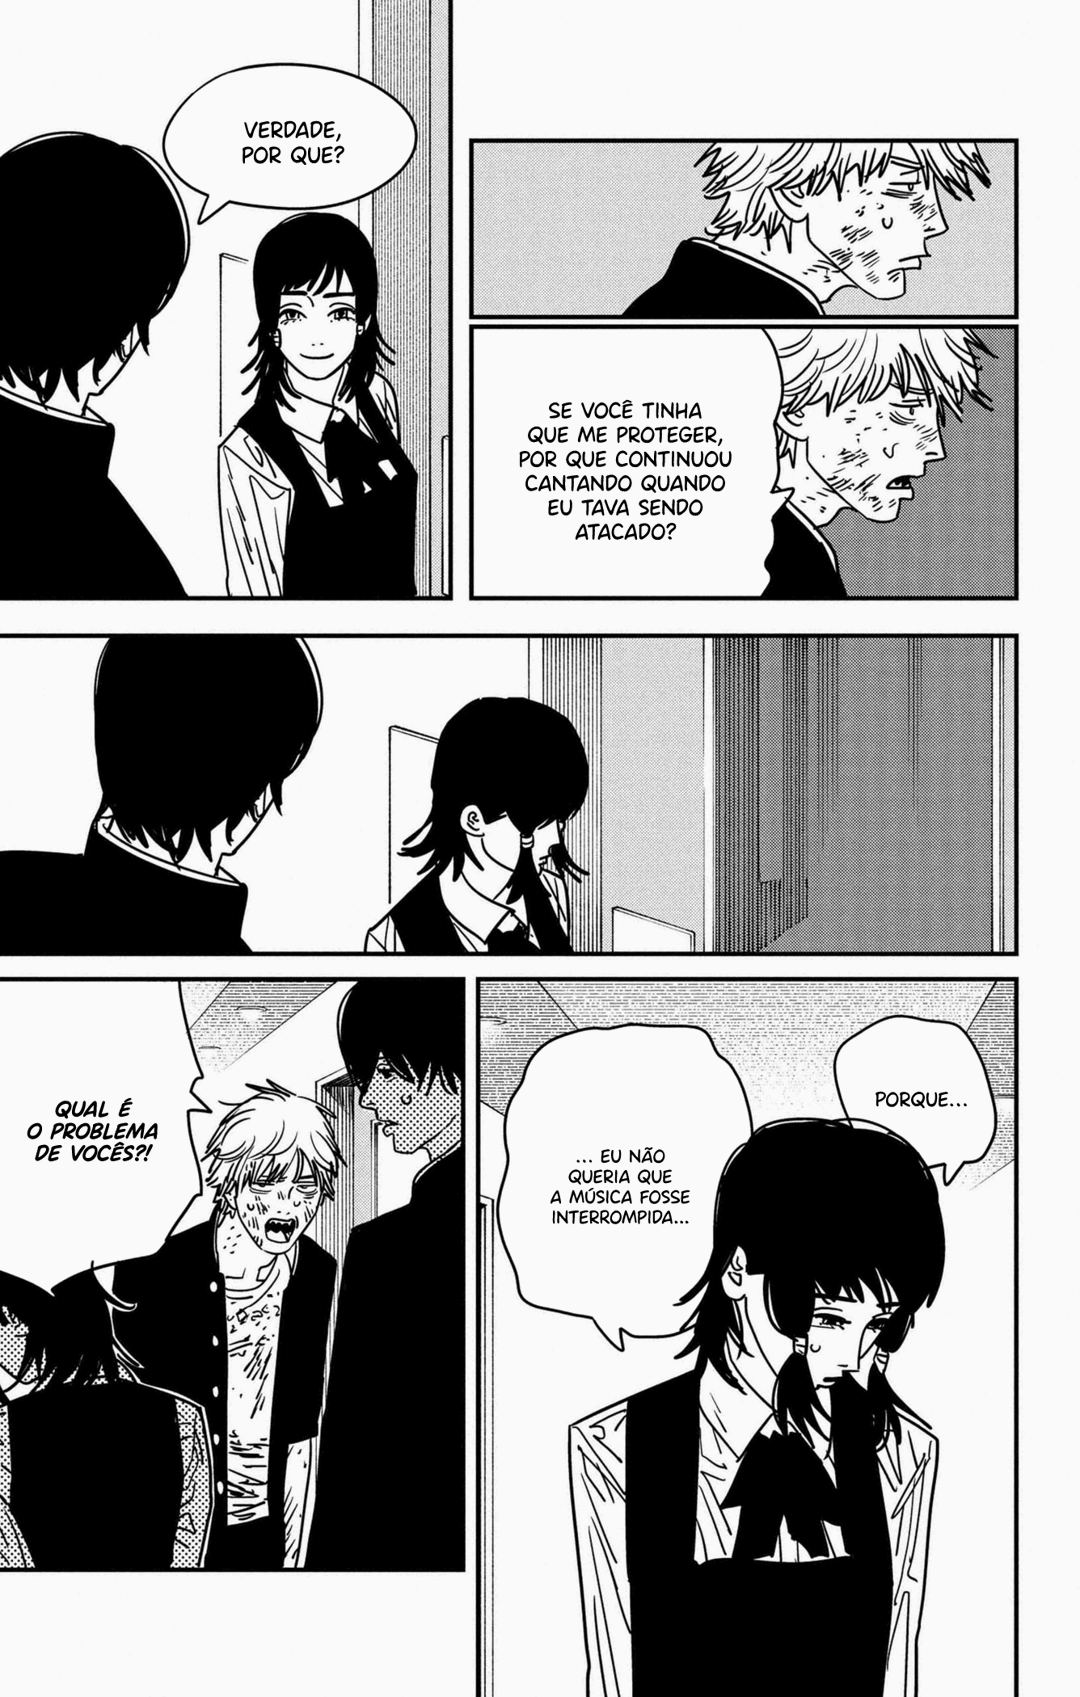 SE VOCÊ TINHA
QUE ME PROTEGER,
POR QUE CONTINUOU
CANTANDO QUANDO
EU TAVA SENDO
ATACADO?
VERDADE,
POR QUE?
PORQUE...
... EU NÃO
QUERIA QUE
A MÚSICA FOSSE
INTERROMPIDA...
QUAL É
O PROBLEMA
DE VOCÊS?!